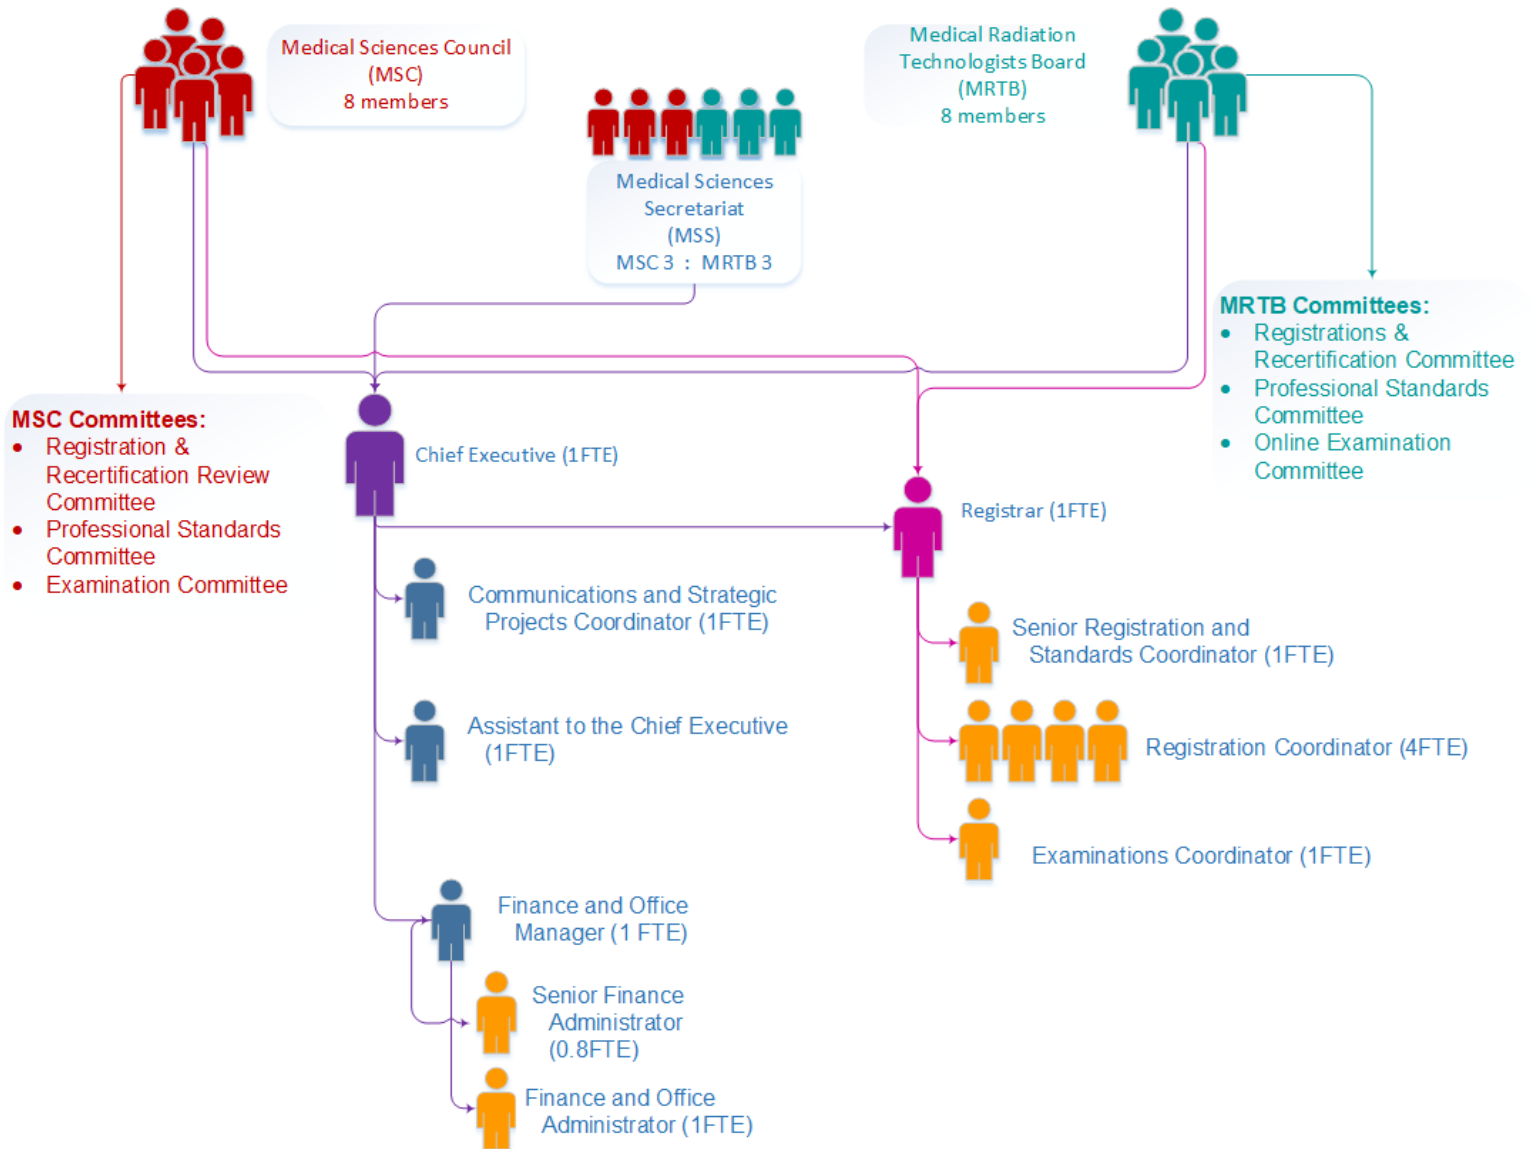 Medical Sciences Council
(MSC)
8 members
Medical Radiation
Technologists Board
(MRTB)
8 members
Medical Sciences
Secretariat
(MSS)
MSC 3 : MRTB 3
MRTB Committees:
• Registrations &
Recertification Committee
• Professional Standards
Committee
• Online Examination
Committee
MSC Committees:
• Registration &
Recertification Review
Committee
• Professional Standards
Committee
• Examination Committee
Chief Executive (1FTE)
Registrar (1FTE)
Communications and Strategic
Projects Coordinator (1FTE)
Senior Registration and
Standards Coordinator (1FTE)
Assistant to the Chief Executive
(1FTE)
Registration Coordinator (4FTE)
Examinations Coordinator (1FTE)
Finance and Office
Manager (1 FTE)
Senior Finance
Administrator
(0.8FTE)
Finance and Office
Administrator (1FTE)